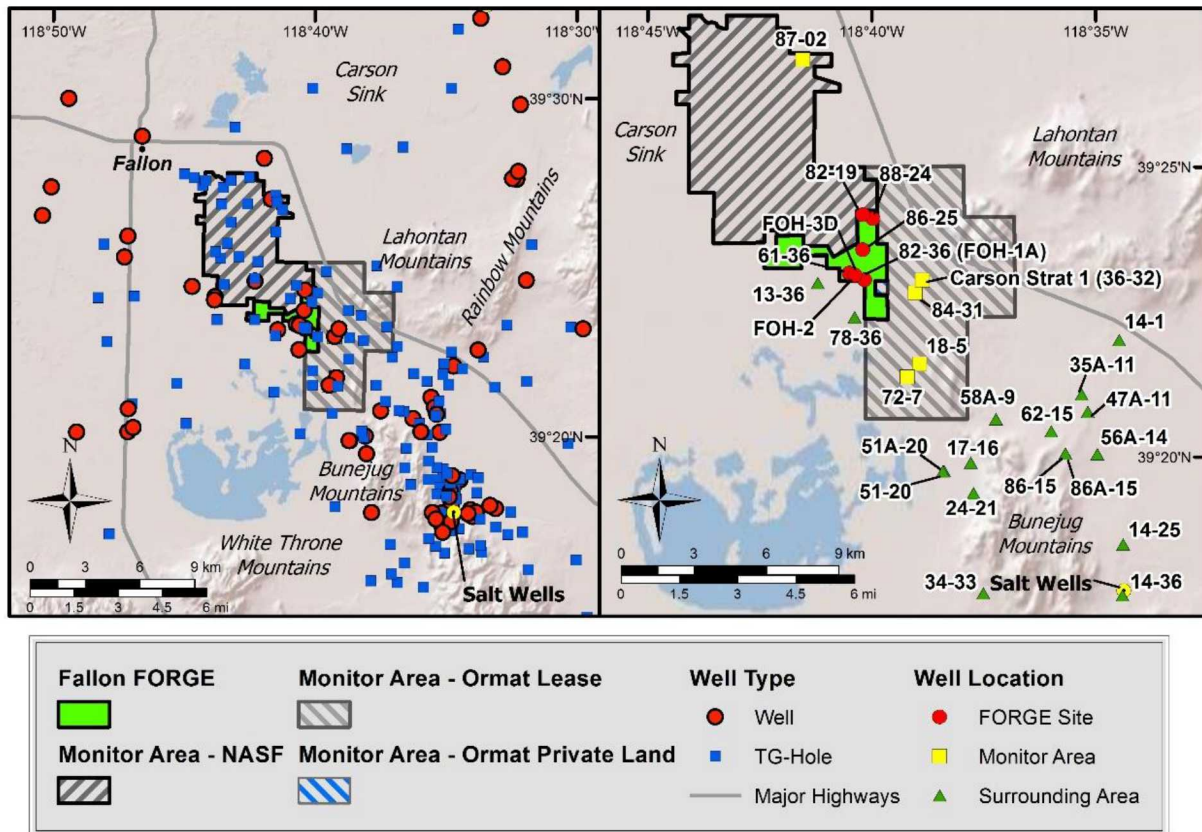 118°50'W
118°40'W
118°30'W
Carson
Sink
39°30'N
Fallon
Lahontan
Mountains
Rainbow Mountains
39°20'N
N
Bunejug
Mountains
White Throne
Mountains
Salt Wells
0 3 6 9 km
0 1.5 3 4.5 6 mi
118°45'W
118°40'W
118°35'W
87-02
Carson
Sink
Lahontan
Mountains
39°25'N
82-19
88-24
FOH-3D
86-25
61-36
82-36 (FOH-1A)
Carson Strat 1 (36-32)
13-36
84-31
FOH-2
78-36
18-5
14-1
72-7
35A-11
58A-9
47A-11
62-15
51A-20
17-16
56A-14
39°20'N
N
51-20
24-21
86-15
86A-15
Bunejug
Mountains
14-25
34-33
Salt Wells
14-36
0 3 6 9 km
0 1.5 3 4.5 6 mi
Fallon FORGE
Monitor Area - NASF
Monitor Area - Ormat Lease
Monitor Area - Ormat Private Land
Well Type
Well
TG-Hole
Major Highways
Well Location
FORGE Site
Monitor Area
Surrounding Area